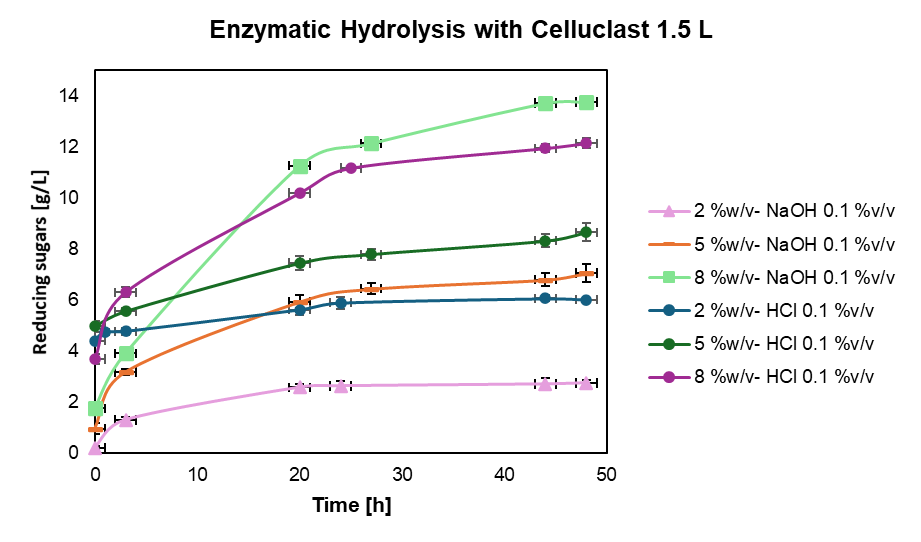 Enzymatic Hydrolysis with Celluclast 1.5 L
Reducing sugars [g/L]
14
12
10
8
6
4
2
0
0 10 20 30 40 50
Time [h]
2 %w/v- NaOH 0.1 %v/v
5 %w/v- NaOH 0.1 %v/v
8 %w/v- NaOH 0.1 %v/v
2 %w/v- HCl 0.1 %v/v
5 %w/v- HCl 0.1 %v/v
8 %w/v- HCl 0.1 %v/v